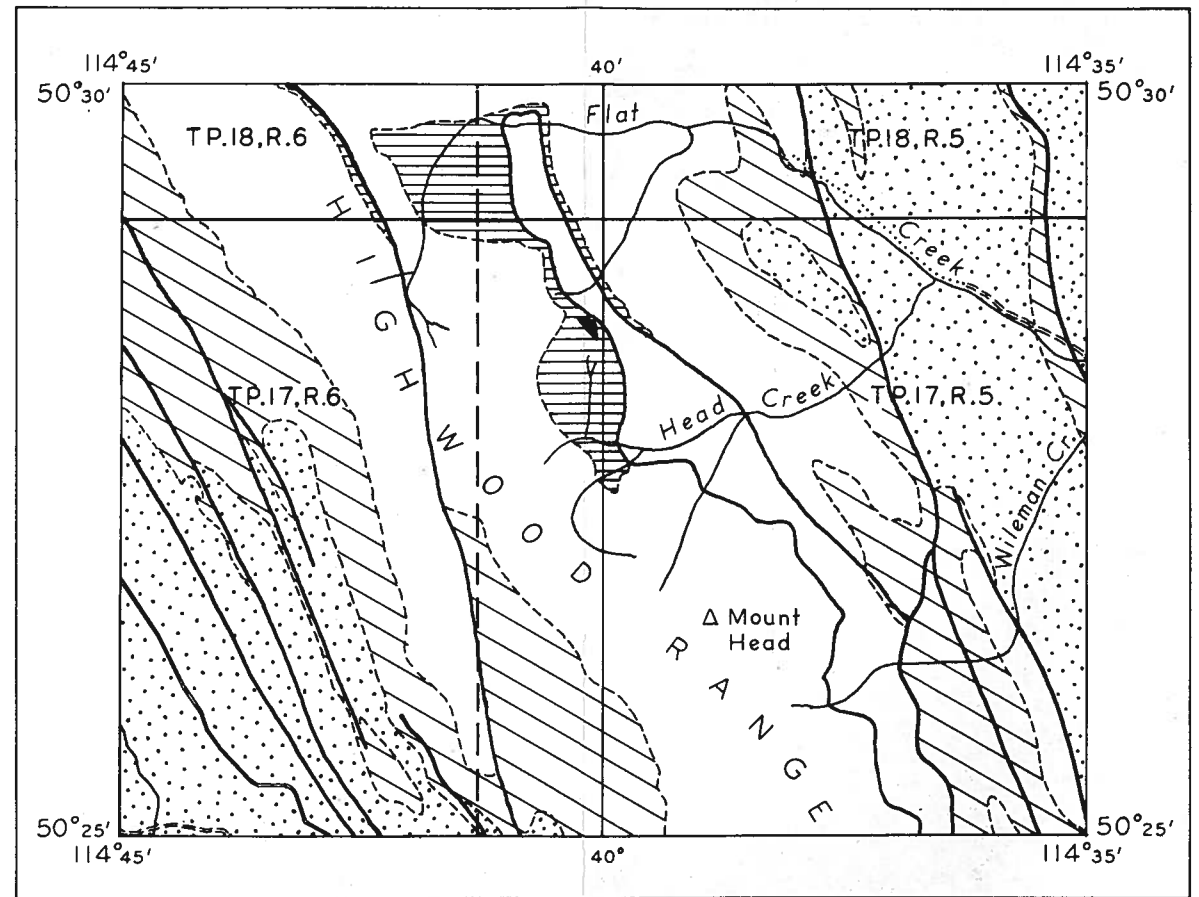 114°45' 40' 114°35'
50°30' 50°30'
Flat
TP.18,R.6 TP.18,R.5
Creek
HIGHWOOD RANGE
TP.17,R.6 TP.17,R.5.
Head Creek
Wileman Cr.
Δ Mount
Head
50°25' 50°25'
114°45' 40° 114°35'